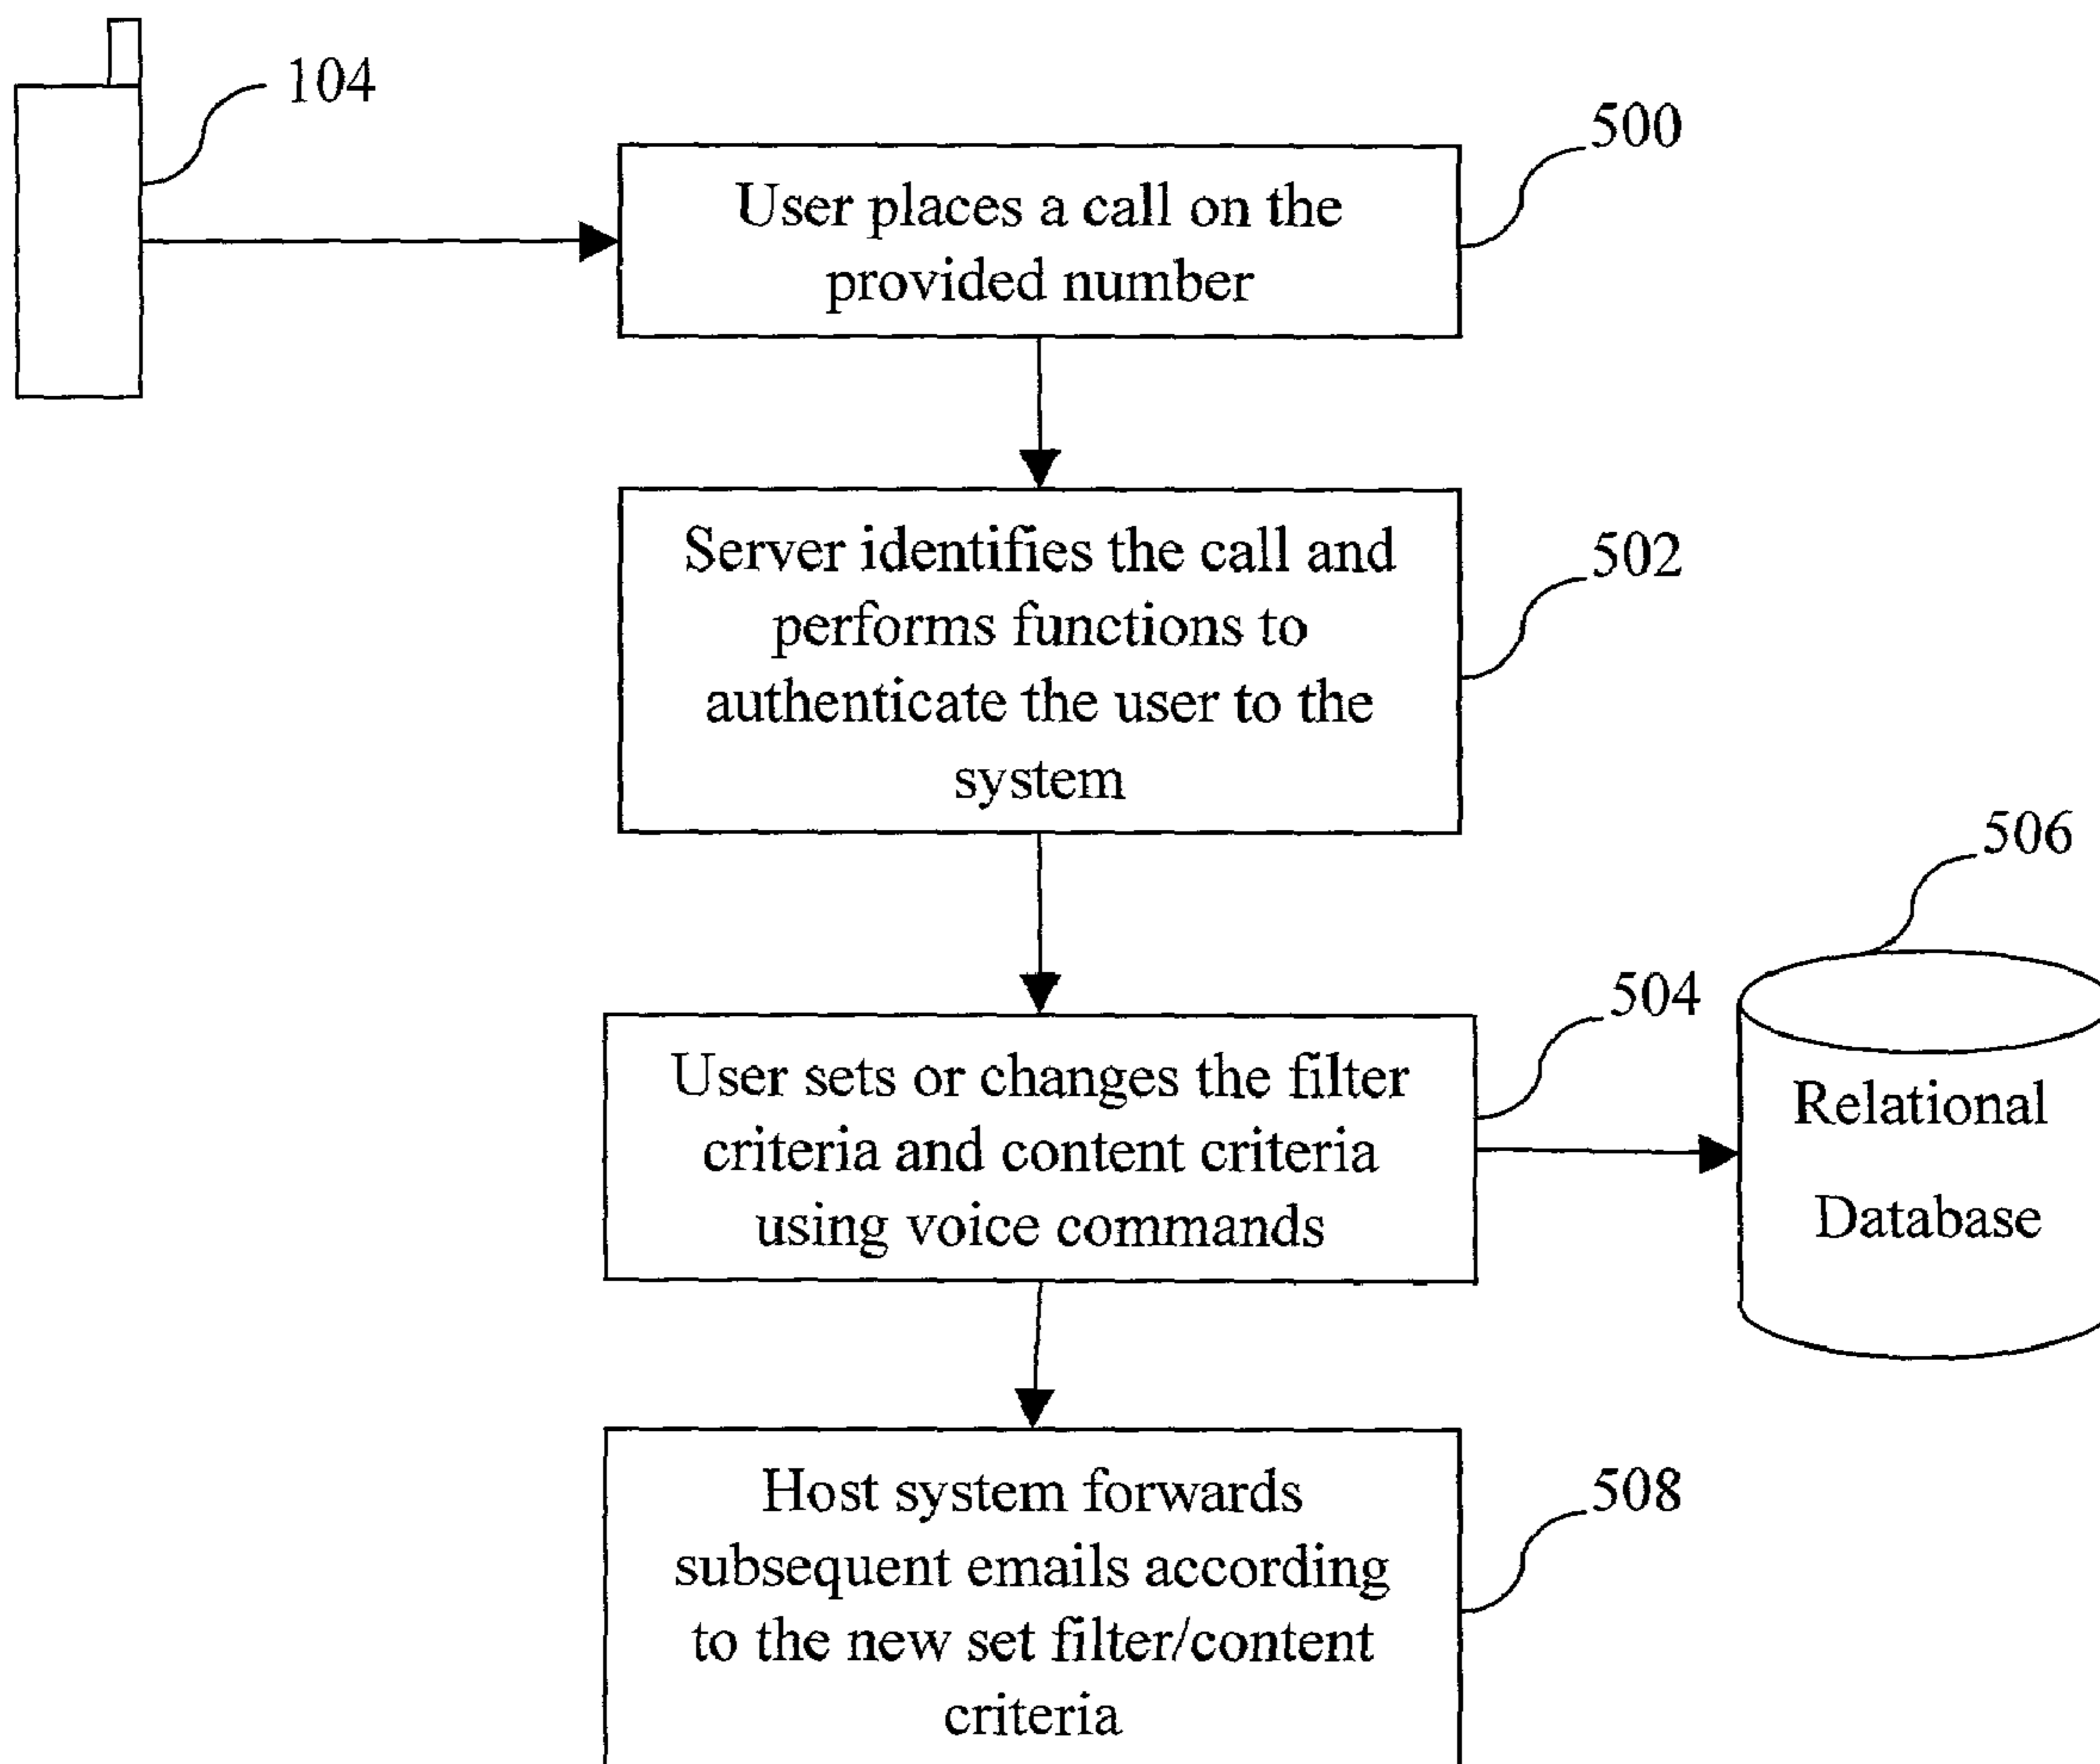 104
500
User places a call on the
provided number
502
Server identifies the call and
performs functions to
authenticate the user to the
system
506
504
User sets or changes the filter
criteria and content criteria
using voice commands
Relational
Database
508
Host system forwards
subsequent emails according
to the new set filter/content
criteria